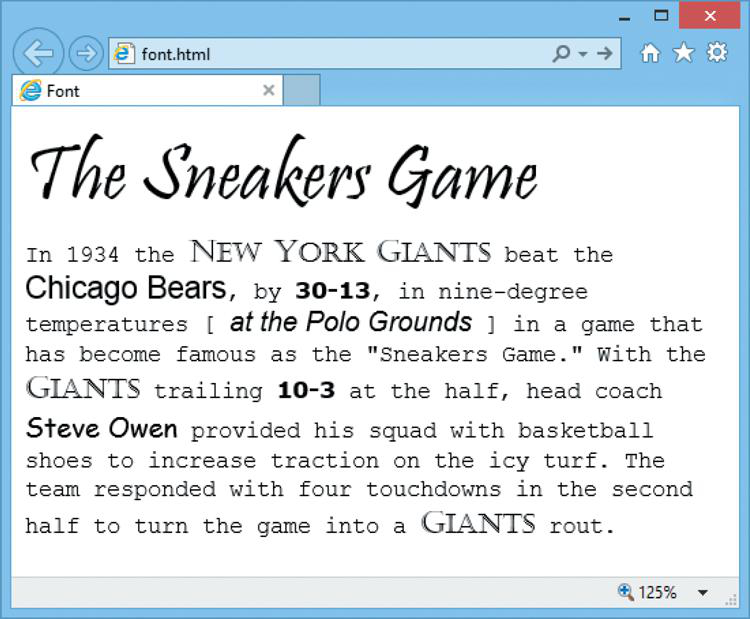 font.html
Font
The Sneakers Game
In 1934 the NEW YORK GIANTS beat the
Chicago Bears, by 30-13, in nine-degree
temperatures [ at the Polo Grounds ] in a game that
has become famous as the "Sneakers Game." With the
GIANTS trailing 10-3 at the half, head coach
Steve Owen provided his squad with basketball
shoes to increase traction on the icy turf. The
team responded with four touchdowns in the second
half to turn the game into a GIANTS rout.
125%